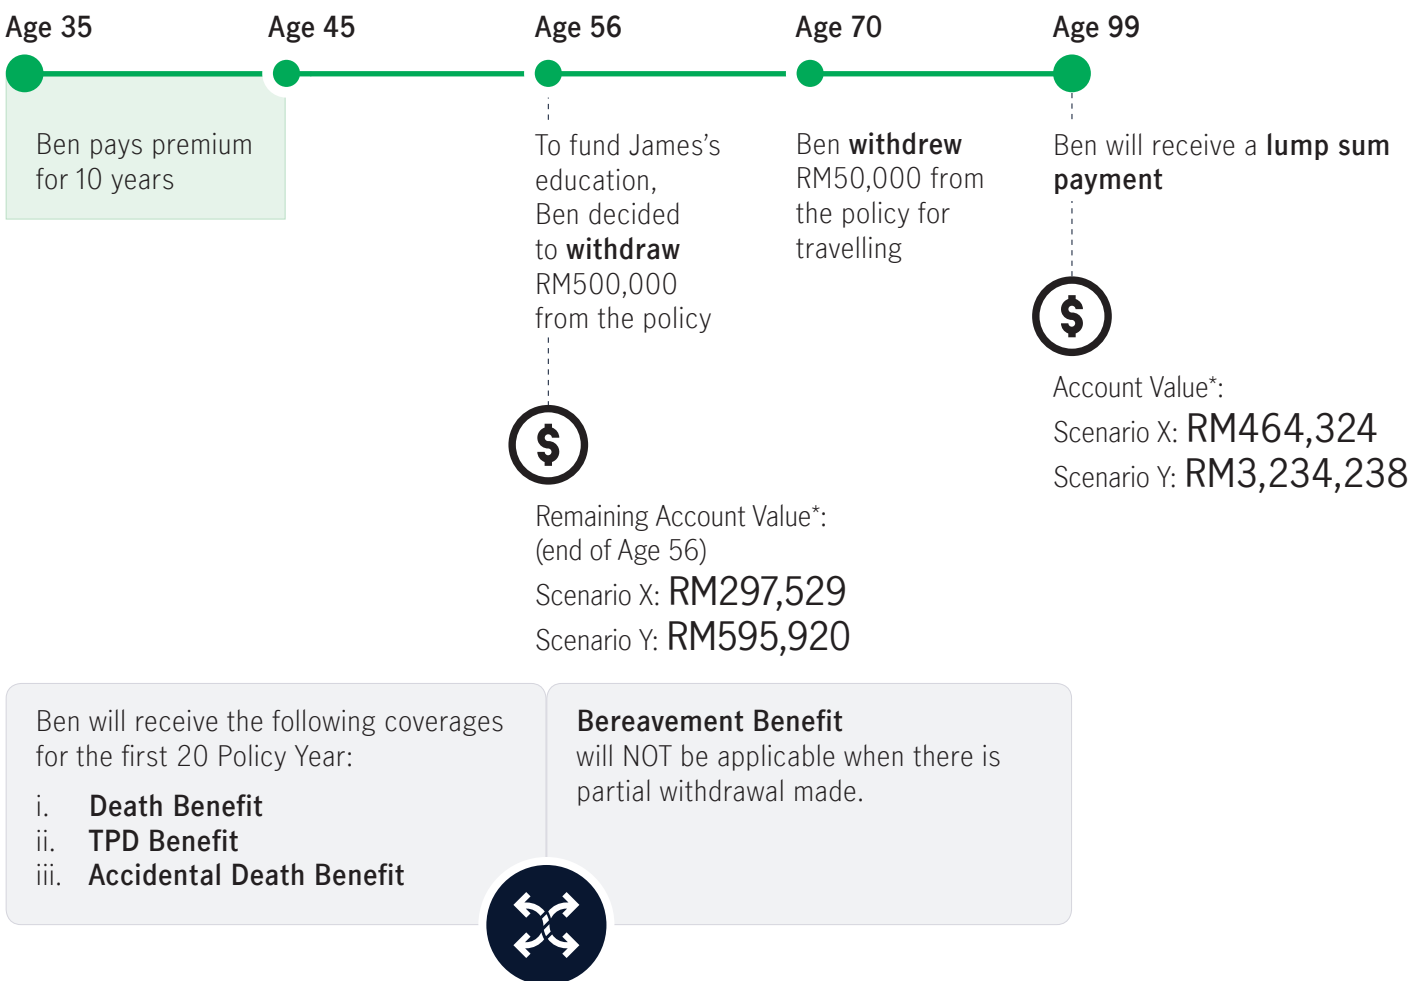 Age 35
Age 45
Age 56
Age 70
Age 99
Ben pays premium
for 10 years
To fund James's
education,
Ben decided
to withdraw
RM500,000
from the policy
Remaining Account Value*:
(end of Age 56)
Scenario X: RM297,529
Scenario Y: RM595,920
Ben withdrew
RM50,000 from
the policy for
travelling
Ben will receive a lump sum
payment
Account Value*:
Scenario X: RM464,324
Scenario Y: RM3,234,238
Ben will receive the following coverages
for the first 20 Policy Year:
i. Death Benefit
ii. TPD Benefit
iii. Accidental Death Benefit
Bereavement Benefit
will NOT be applicable when there is
partial withdrawal made.